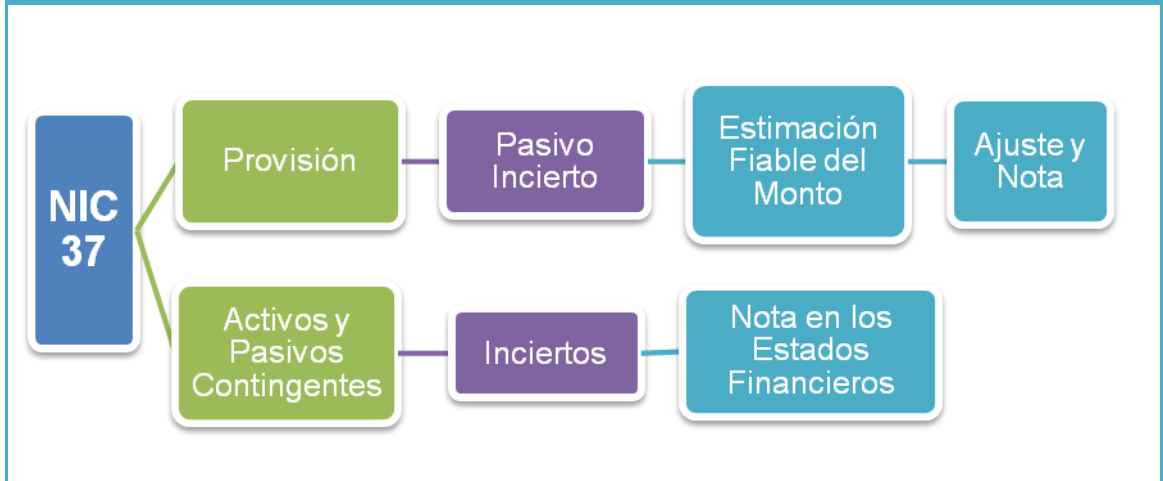 NIC
37
Provisión
Pasivo
Incierto
Estimación
Fiable del
Monto
Ajuste y
Nota
Activos y
Pasivos
Contingentes
Inciertos
Nota en los
Estados
Financieros